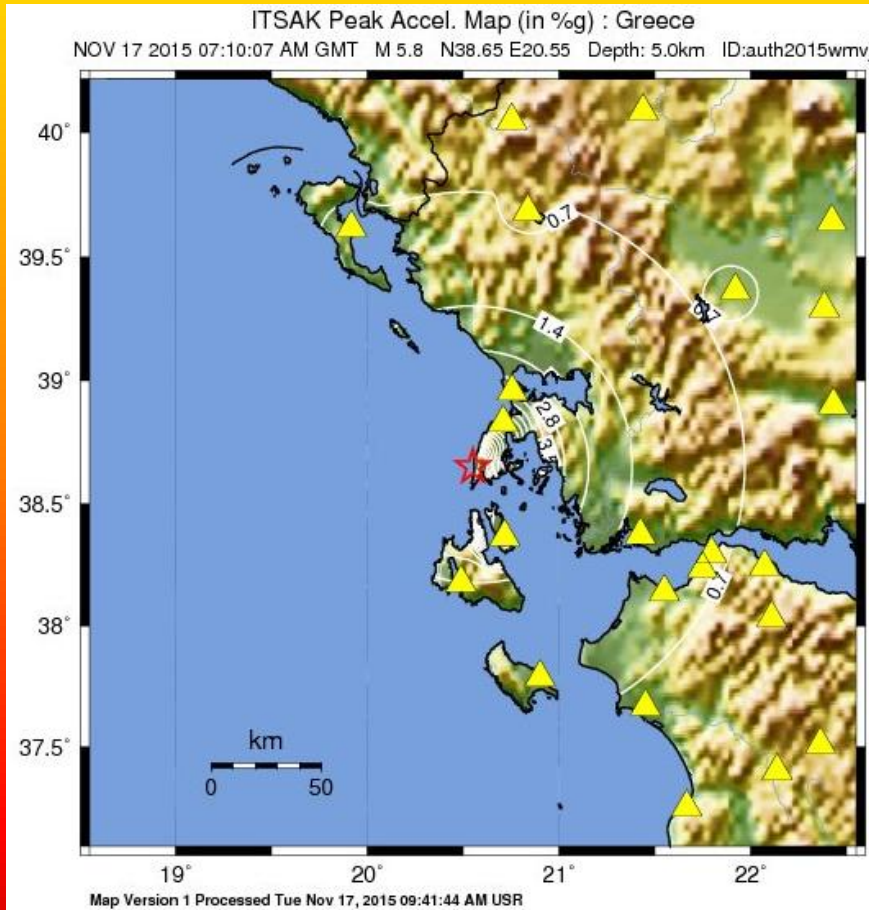 ITSAK Peak Accel. Map (in %g) : Greece
NOV 17 2015 07:10:07 AM GMT M 5.8 N38.65 E20.55 Depth: 5.0km ID:auth2015wmv
40˚
0.7
39.5˚
0.7
1.4
39˚
2.8
38.5˚
0.7
38˚
37.5˚
km
0 50
19˚ 20˚ 21˚ 22˚
Map Version 1 Processed Tue Nov 17, 2015 09:41:44 AM USR